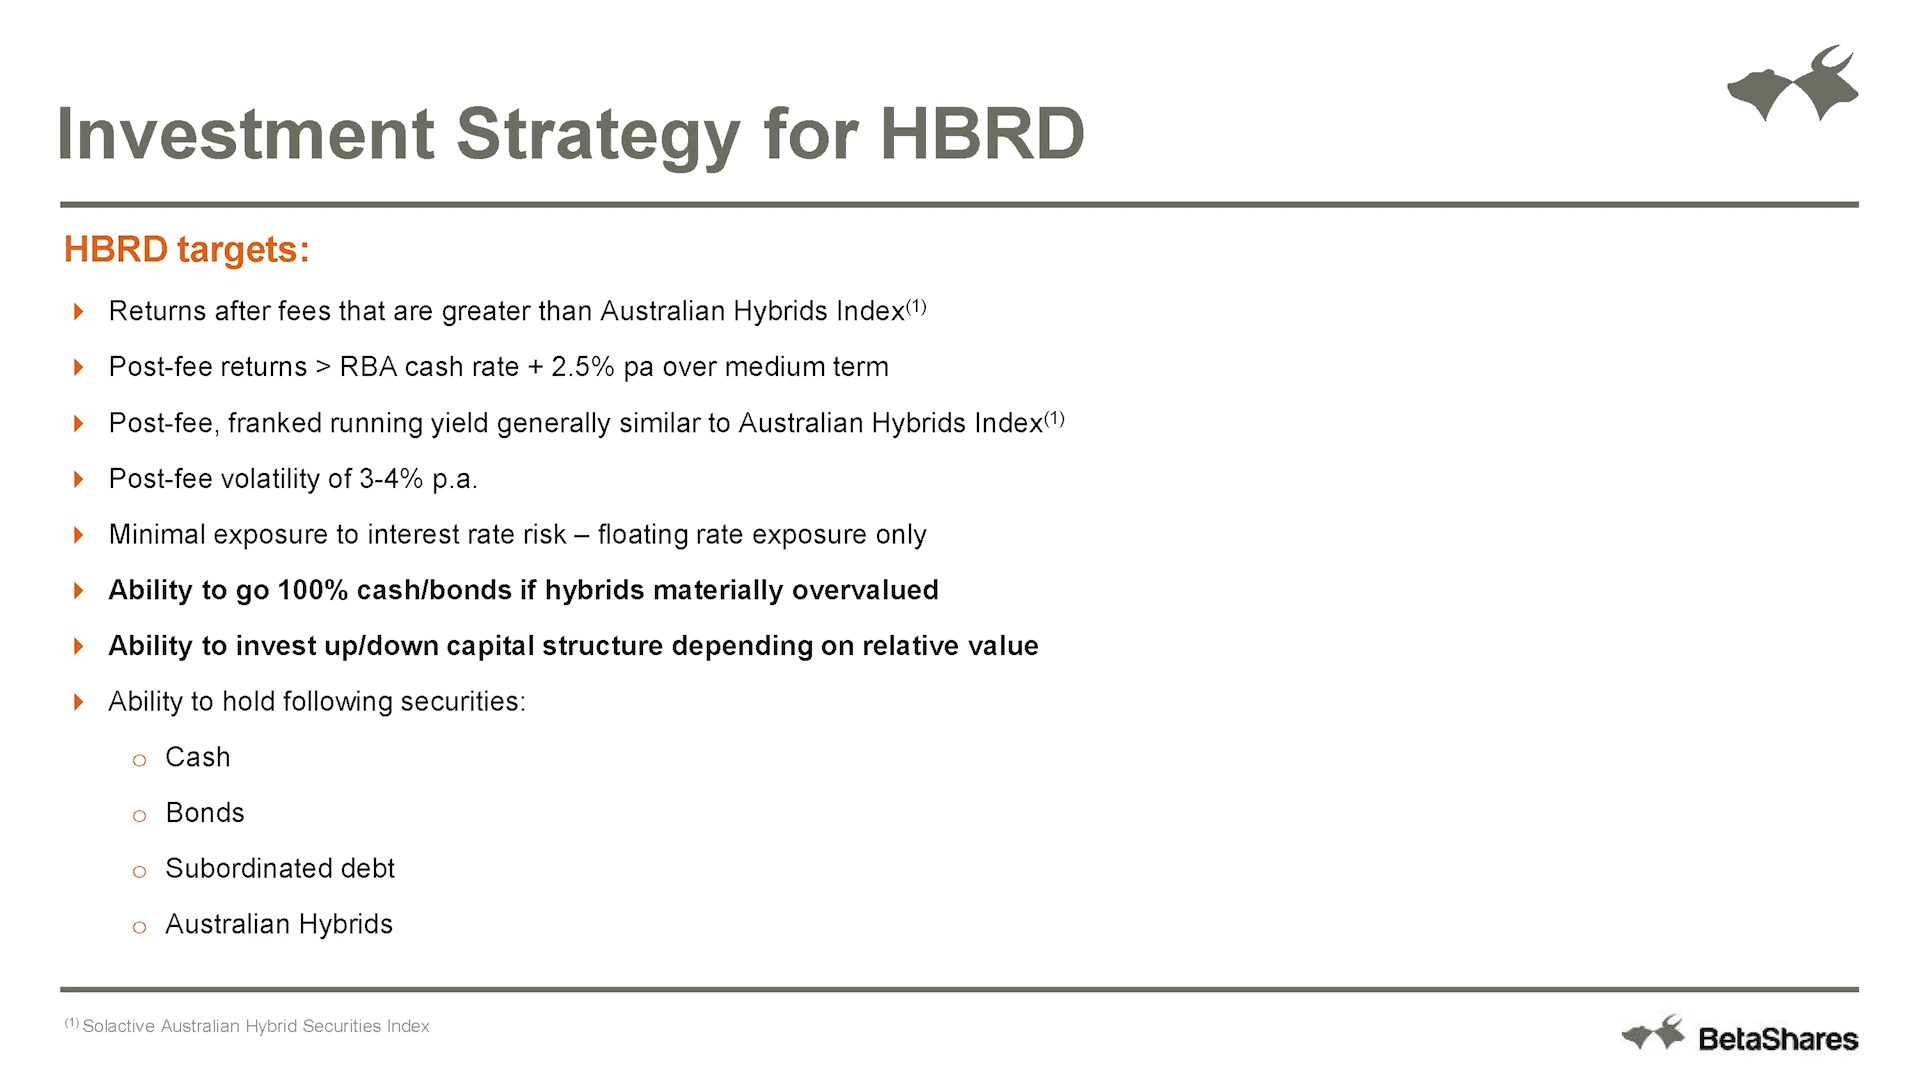 Investment Strategy for HBRD
HBRD targets:
Returns after fees that are greater than Australian Hybrids Index(1)
Post-fee returns > RBA cash rate + 2.5% pa over medium term
Post-fee, franked running yield generally similar to Australian Hybrids Index(1)
Post-fee volatility of 3-4% p.a.
Minimal exposure to interest rate risk – floating rate exposure only
Ability to go 100% cash/bonds if hybrids materially overvalued
Ability to invest up/down capital structure depending on relative value
Ability to hold following securities:
Cash
Bonds
Subordinated debt
Australian Hybrids
(1) Solactive Australian Hybrid Securities Index
BetaShares